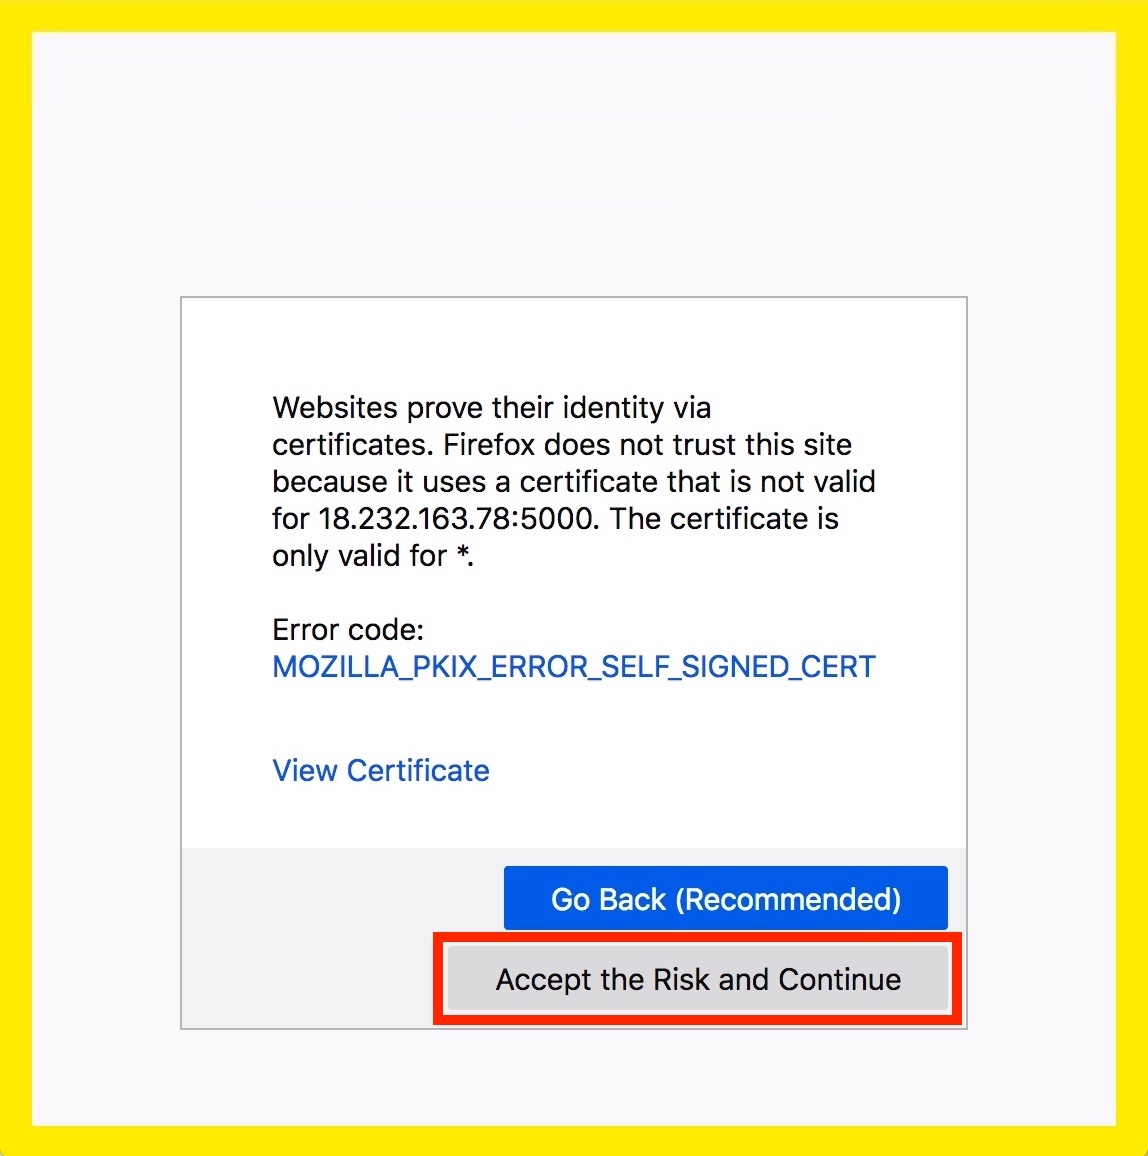 Websites prove their identity via
certificates. Firefox does not trust this site
because it uses a certificate that is not valid
for 18.232.163.78:5000. The certificate is
only valid for *.
Error code:
MOZILLA_PKIX_ERROR_SELF_SIGNED_CERT
View Certificate
Go Back (Recommended)
Accept the Risk and Continue